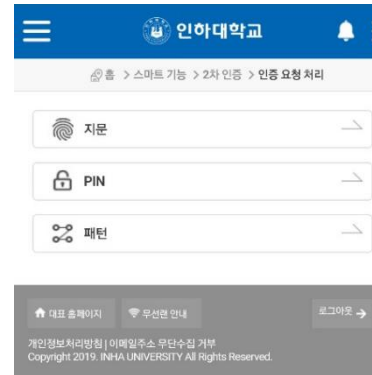 인하대학교
홈 > 스마트 기능 > 2차 인증 > 인증 요청 처리
지문
PIN
패턴
대표 홈페이지 무선랜 안내 로그아웃
개인정보처리방침 | 이메일주소 무단수집 거부
Copyright 2019. INHA UNIVERSITY All Rights Reserved.